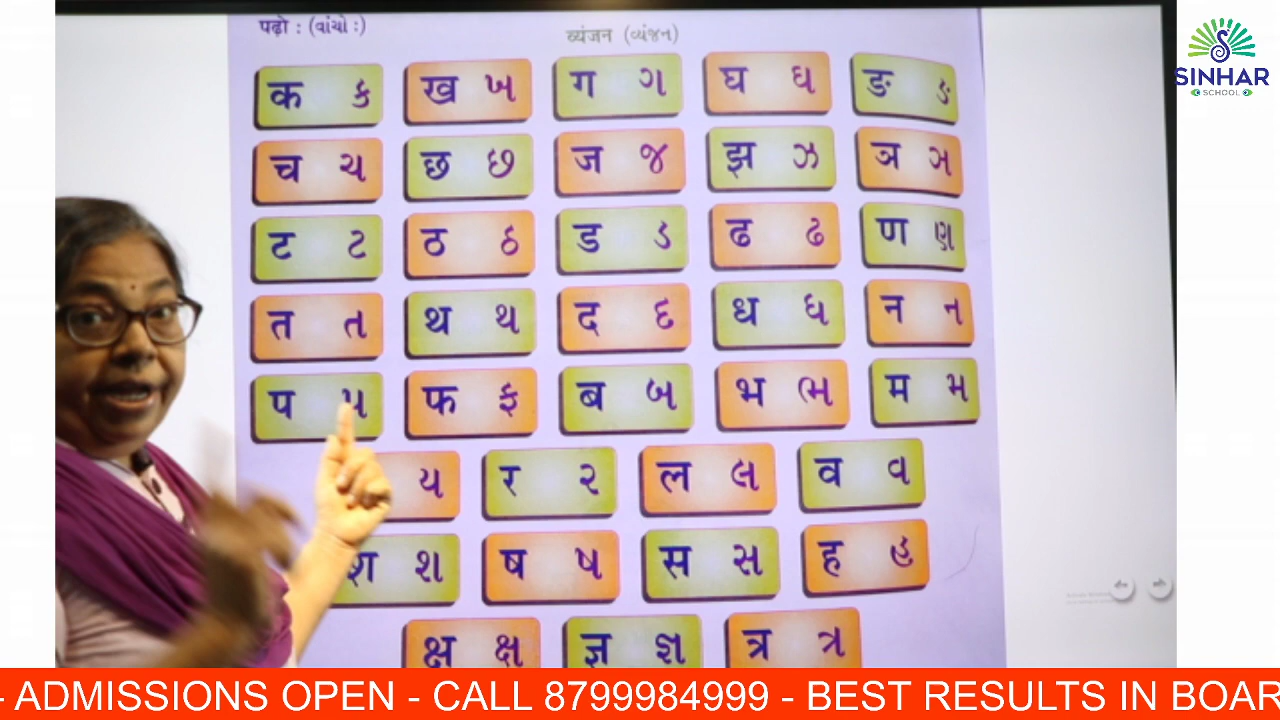 पढ़ो : (વાંચો :)
व्यंजन (વ્યંજન)
SINHAR
SCHOOL
क ક ख ખ ग ગ घ ઘ ङ ઙ
च ચ छ છ ज જ झ ઝ ञ ઞ
ट ટ ठ ઠ ड ડ ढ ઢ ण ણ
त ત थ થ द દ ध ધ न ન
प પ फ ફ ब બ भ ભ म મ
ય र ર ल લ व વ
श શ ष ષ स સ ह હ
क्ष ક્ષ ज्ञ જ્ઞ त्र ત્ર
- ADMISSIONS OPEN - CALL 8799984999 - BEST RESULTS IN BOAR